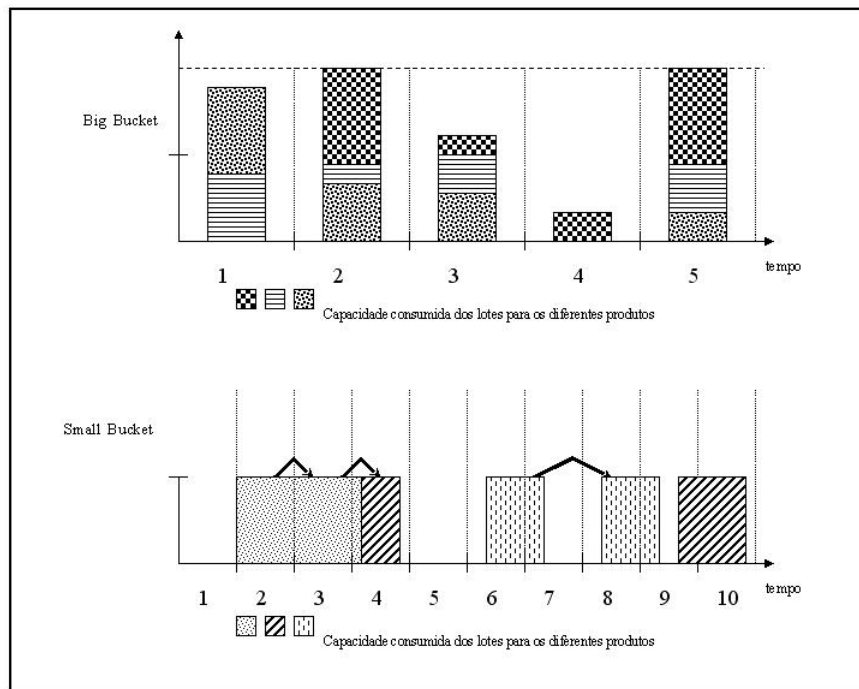 Big Bucket
1 2 3 4 5
tempo
Capacidade consumida dos lotes para os diferentes produtos
Small Bucket
1 2 3 4 5 6 7 8 9 10
tempo
Capacidade consumida dos lotes para os diferentes produtos